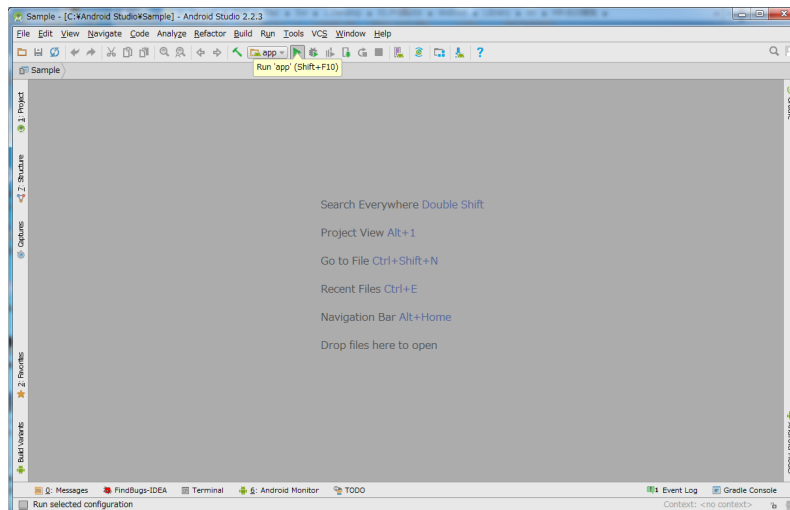 Sample - [C:¥Android Studio¥Sample] - Android Studio 2.2.3
File Edit View Navigate Code Analyze Refactor Build Run Tools VCS Window Help
app
Run 'app' (Shift+F10)
Sample
1: Project
7: Structure
Captures
2: Favorites
Build Variants
Search Everywhere Double Shift
Project View Alt+1
Go to File Ctrl+Shift+N
Recent Files Ctrl+E
Navigation Bar Alt+Home
Drop files here to open
0: Messages FindBugs-IDEA Terminal 6: Android Monitor TODO
1 Event Log Gradle Console
Run selected configuration
Context: <no context>